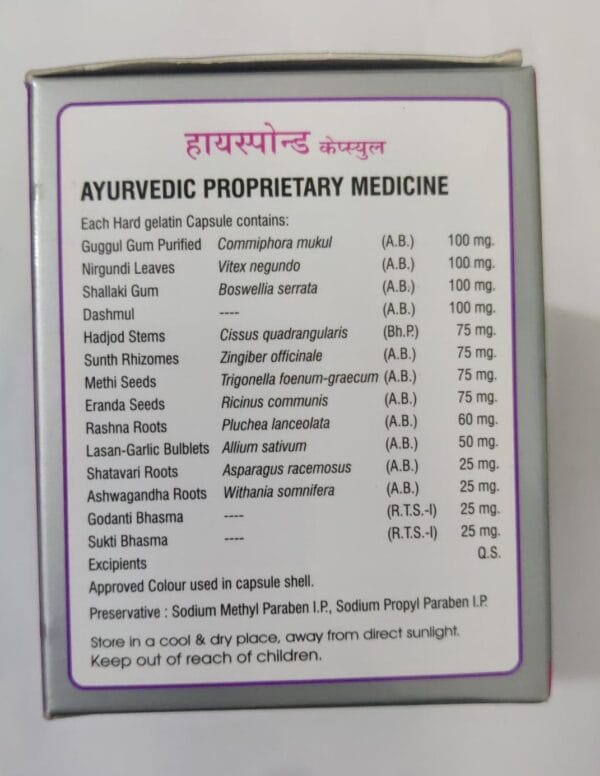 हायस्पोन्ड केप्स्युल
AYURVEDIC PROPRIETARY MEDICINE
Each Hard gelatin Capsule contains:
Guggul Gum Purified Commiphora mukul (A.B.) 100 mg.
Nirgundi Leaves Vitex negundo (A.B.) 100 mg.
Shallaki Gum Boswellia serrata (A.B.) 100 mg.
Dashmul ---- (A.B.) 100 mg.
Hadjod Stems Cissus quadrangularis (Bh.P.) 75 mg.
Sunth Rhizomes Zingiber officinale (A.B.) 75 mg.
Methi Seeds Trigonella foenum-graecum (A.B.) 75 mg.
Eranda Seeds Ricinus communis (A.B.) 75 mg.
Rashna Roots Pluchea lanceolata (A.B.) 60 mg.
Lasan-Garlic Bulblets Allium sativum (A.B.) 50 mg.
Shatavari Roots Asparagus racemosus (A.B.) 25 mg.
Ashwagandha Roots Withania somnifera (A.B.) 25 mg.
Godanti Bhasma ---- (R.T.S.-I) 25 mg.
Sukti Bhasma ---- (R.T.S.-I) 25 mg.
Excipients Q.S.
Approved Colour used in capsule shell.
Preservative : Sodium Methyl Paraben I.P., Sodium Propyl Paraben I.P.
Store in a cool & dry place, away from direct sunlight.
Keep out of reach of children.